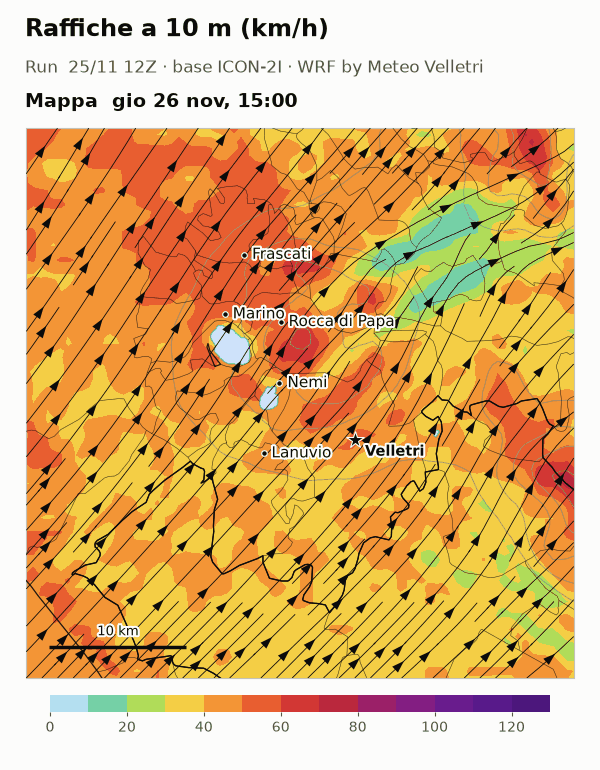 Raffiche a 10 m (km/h)
Run  25/11 12Z · base ICON-2I · WRF by Meteo Velletri
Mappa  gio 26 nov, 15:00
Frascati
Marino
Rocca di Papa
Nemi
Velletri
Lanuvio
10 km
0 20 40 60 80 100 120